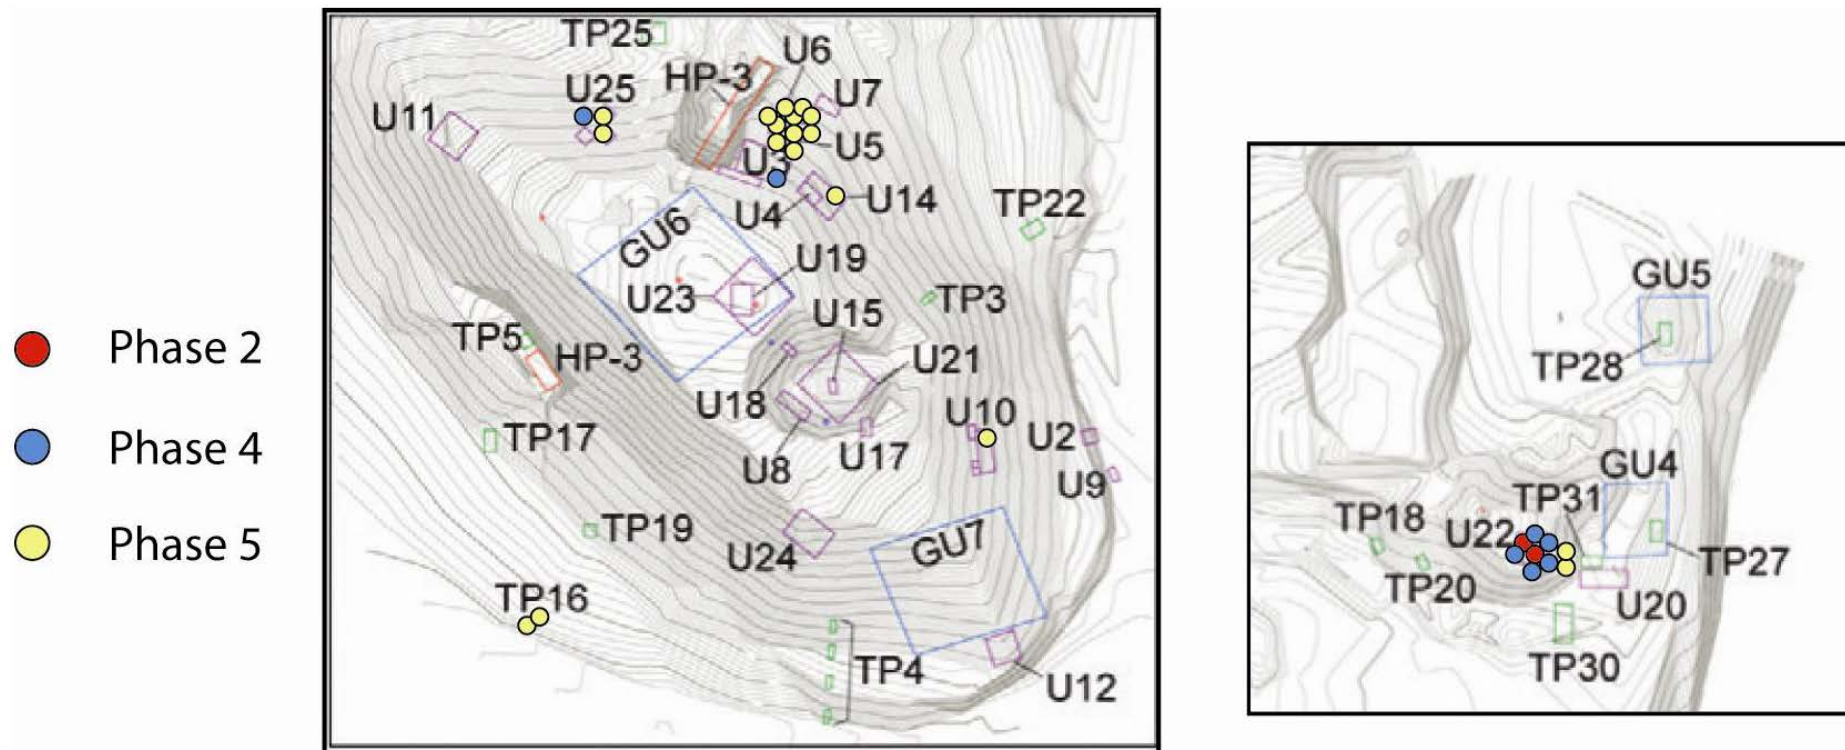 Phase 2
Phase 4
Phase 5
TP25
U6
HP-3
U25
U7
U11
U5
U3
U14
U4
TP22
GU6
U19
U23
TP3
U15
TP5
HP-3
U21
U18
U10
TP17
U2
U17
U8
U9
TP19
U24
GU7
TP16
TP4
U12
GU5
TP28
GU4
TP31
TP18
U22
TP27
TP20
U20
TP30